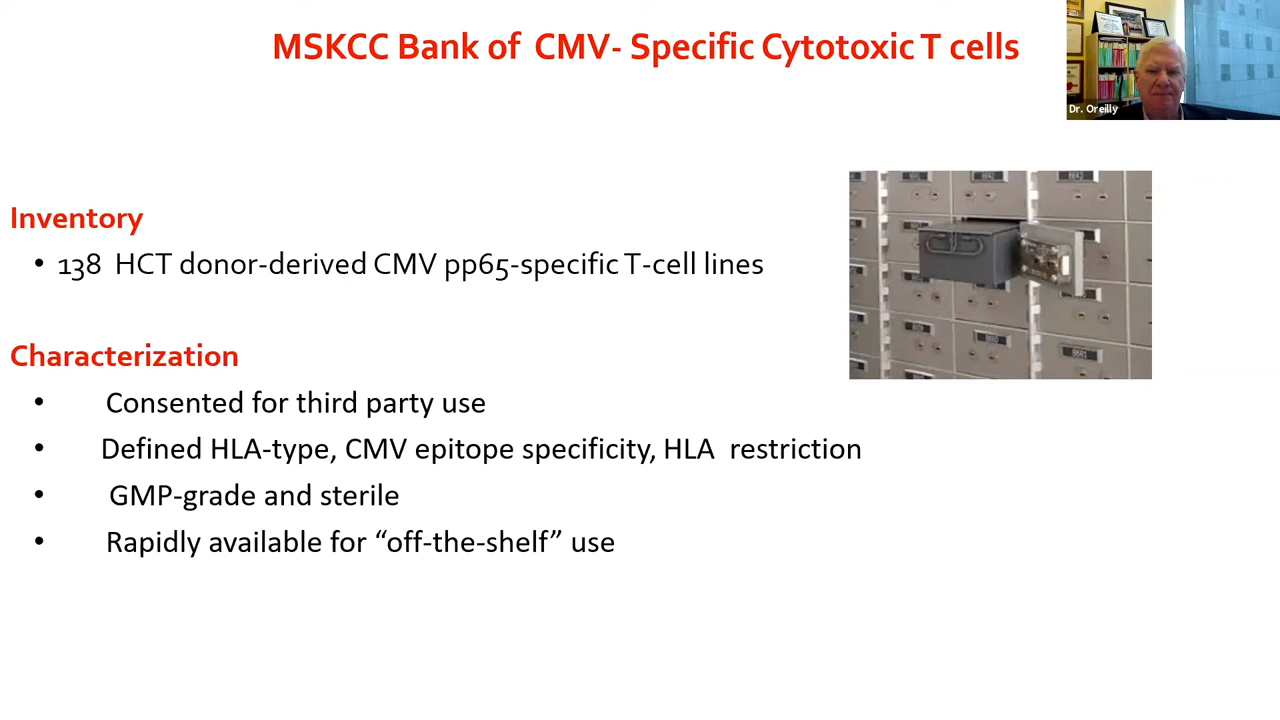 MSKCC Bank of CMV- Specific Cytotoxic T cells
Dr. Oreilly
Inventory
• 138 HCT donor-derived CMV pp65-specific T-cell lines
Characterization
• Consented for third party use
• Defined HLA-type, CMV epitope specificity, HLA restriction
• GMP-grade and sterile
• Rapidly available for “off-the-shelf” use